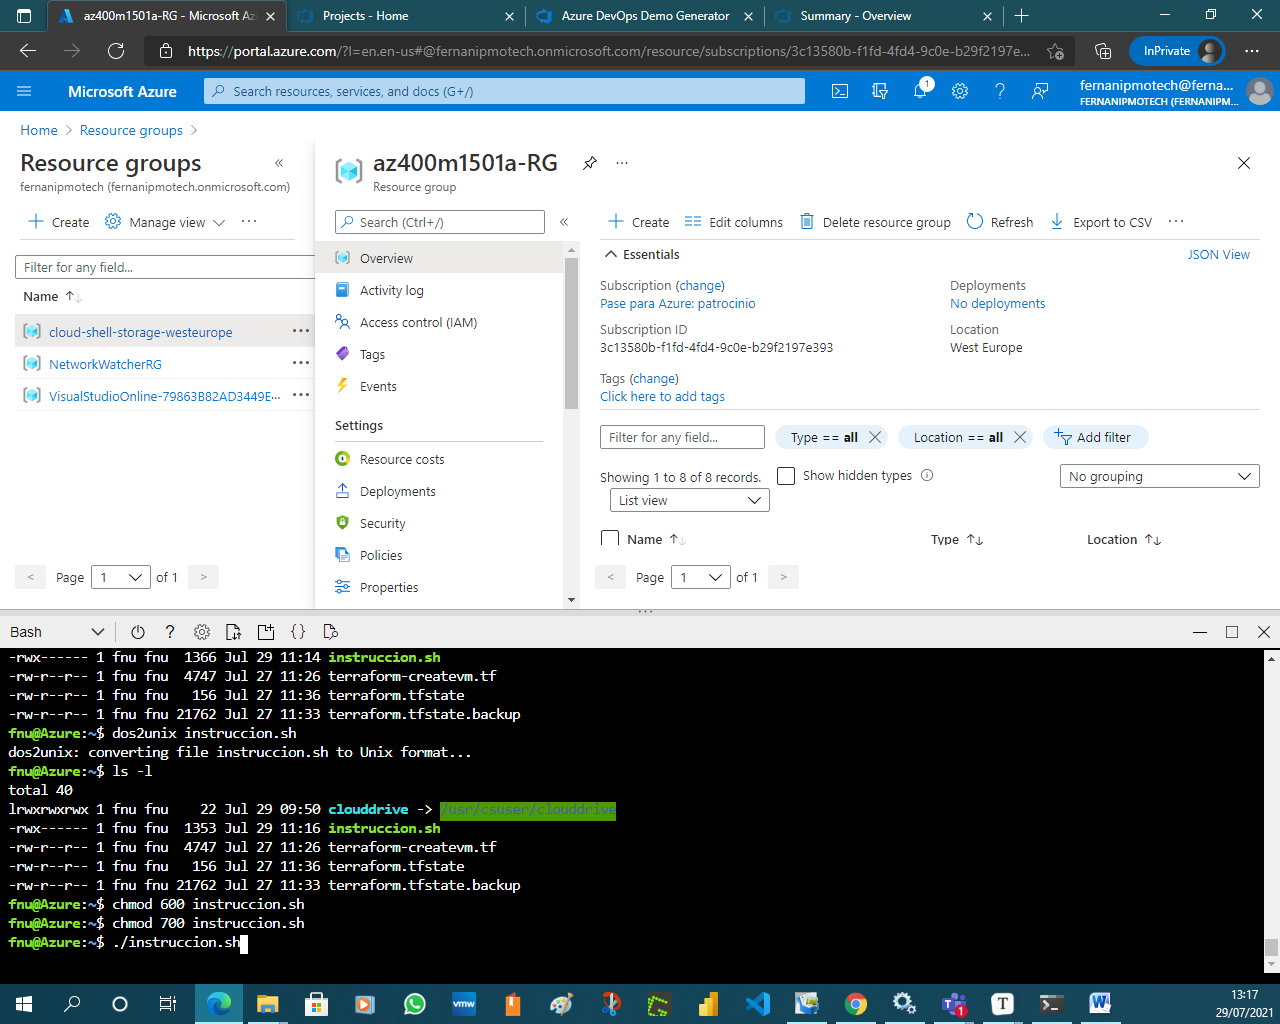 az400m1501a-RG - Microsoft Az
Projects - Home
Azure DevOps Demo Generator
Summary - Overview
https://portal.azure.com/?l=en.en-us#@fernanipmotech.onmicrosoft.com/resource/subscriptions/3c13580b-f1fd-4fd4-9c0e-b29f2197e...
InPrivate
Microsoft Azure
Search resources, services, and docs (G+/)
1
fernanipmotech@ferna...
FERNANIPMOTECH (FERNANIPM...
Home > Resource groups >
Resource groups
fernanipmotech (fernanipmotech.onmicrosoft.com)
+ Create
Manage view
Filter for any field...
Name
cloud-shell-storage-westeurope
NetworkWatcherRG
VisualStudioOnline-79863B82AD3449E...
< Page 1 of 1 >
az400m1501a-RG
Resource group
Search (Ctrl+/)
Overview
Activity log
Access control (IAM)
Tags
Events
Settings
Resource costs
Deployments
Security
Policies
Properties
+ Create
Edit columns
Delete resource group
Refresh
Export to CSV
Essentials
JSON View
Subscription (change)
Pase para Azure: patrocinio
Subscription ID
3c13580b-f1fd-4fd4-9c0e-b29f2197e393
Deployments
No deployments
Location
West Europe
Tags (change)
Click here to add tags
Filter for any field...
Type == all
Location == all
Add filter
Showing 1 to 8 of 8 records.
Show hidden types
No grouping
List view
Name
Type
Location
< Page 1 of 1 >
Bash
-rwx------ 1 fnu fnu  1366 Jul 29 11:14 instruccion.sh
-rw-r--r-- 1 fnu fnu  4747 Jul 27 11:26 terraform-createvm.tf
-rw-r--r-- 1 fnu fnu   156 Jul 27 11:36 terraform.tfstate
-rw-r--r-- 1 fnu fnu 21762 Jul 27 11:33 terraform.tfstate.backup
fnu@Azure:~$ dos2unix instruccion.sh
dos2unix: converting file instruccion.sh to Unix format...
fnu@Azure:~$ ls -l
total 40
lrwxrwxrwx 1 fnu fnu    22 Jul 29 09:50 clouddrive -> /usr/csuser/clouddrive
-rwx------ 1 fnu fnu  1353 Jul 29 11:16 instruccion.sh
-rw-r--r-- 1 fnu fnu  4747 Jul 27 11:26 terraform-createvm.tf
-rw-r--r-- 1 fnu fnu   156 Jul 27 11:36 terraform.tfstate
-rw-r--r-- 1 fnu fnu 21762 Jul 27 11:33 terraform.tfstate.backup
fnu@Azure:~$ chmod 600 instruccion.sh
fnu@Azure:~$ chmod 700 instruccion.sh
fnu@Azure:~$ ./instruccion.sh
vmw
1
T
W
13:17
29/07/2021